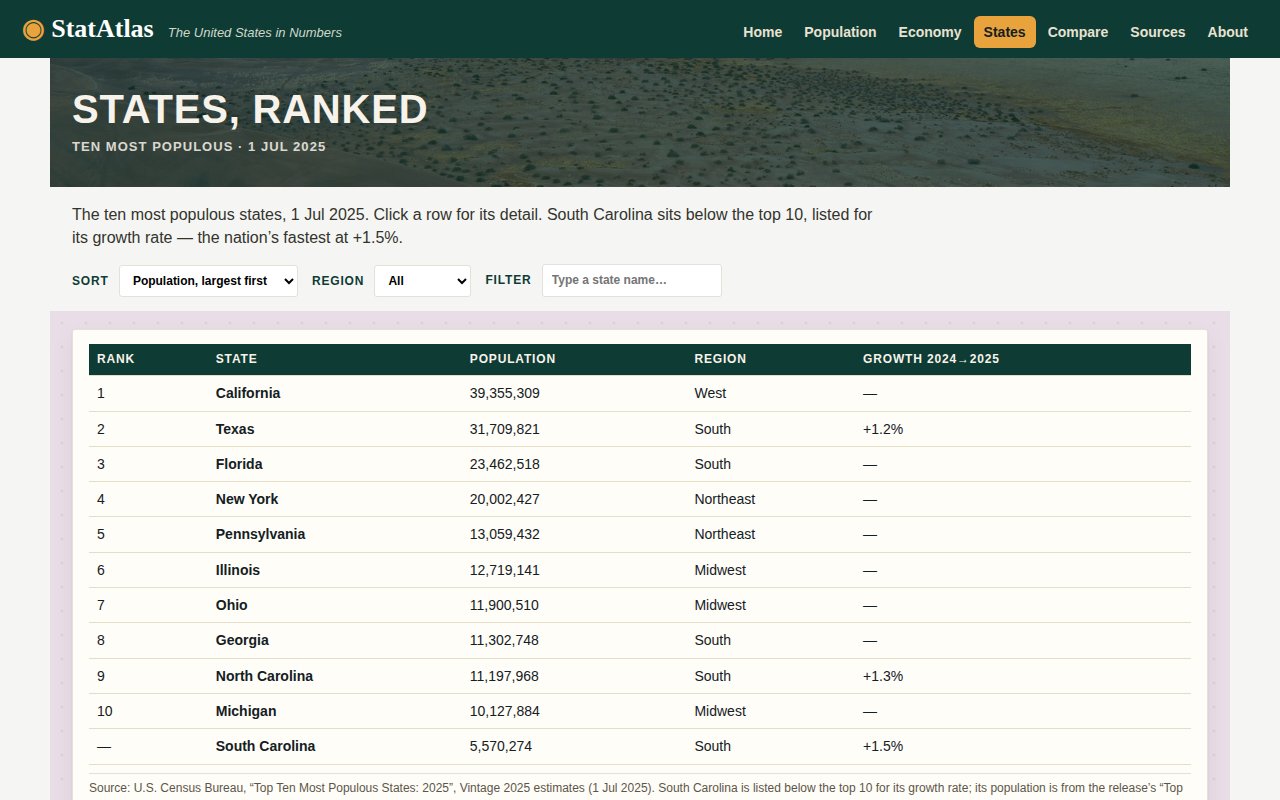 StatAtlas The United States in Numbers Home Population Economy States Compare Sources About
STATES, RANKED
TEN MOST POPULOUS · 1 JUL 2025
The ten most populous states, 1 Jul 2025. Click a row for its detail. South Carolina sits below the top 10, listed for
its growth rate — the nation’s fastest at +1.5%.
SORT Population, largest first REGION All FILTER Type a state name…
RANK STATE POPULATION REGION GROWTH 2024→2025
1 California 39,355,309 West —
2 Texas 31,709,821 South +1.2%
3 Florida 23,462,518 South —
4 New York 20,002,427 Northeast —
5 Pennsylvania 13,059,432 Northeast —
6 Illinois 12,719,141 Midwest —
7 Ohio 11,900,510 Midwest —
8 Georgia 11,302,748 South —
9 North Carolina 11,197,968 South +1.3%
10 Michigan 10,127,884 Midwest —
— South Carolina 5,570,274 South +1.5%
Source: U.S. Census Bureau, “Top Ten Most Populous States: 2025”, Vintage 2025 estimates (1 Jul 2025). South Carolina is listed below the top 10 for its growth rate; its population is from the release’s “Top